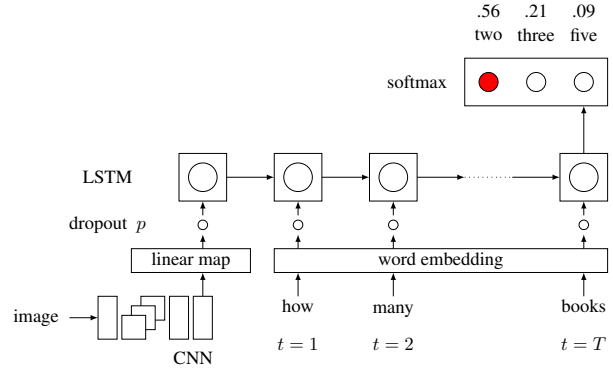 .56 .21 .09
two three five
softmax
LSTM
dropout p
linear map word embedding
image how many books
CNN t = 1 t = 2 t = T